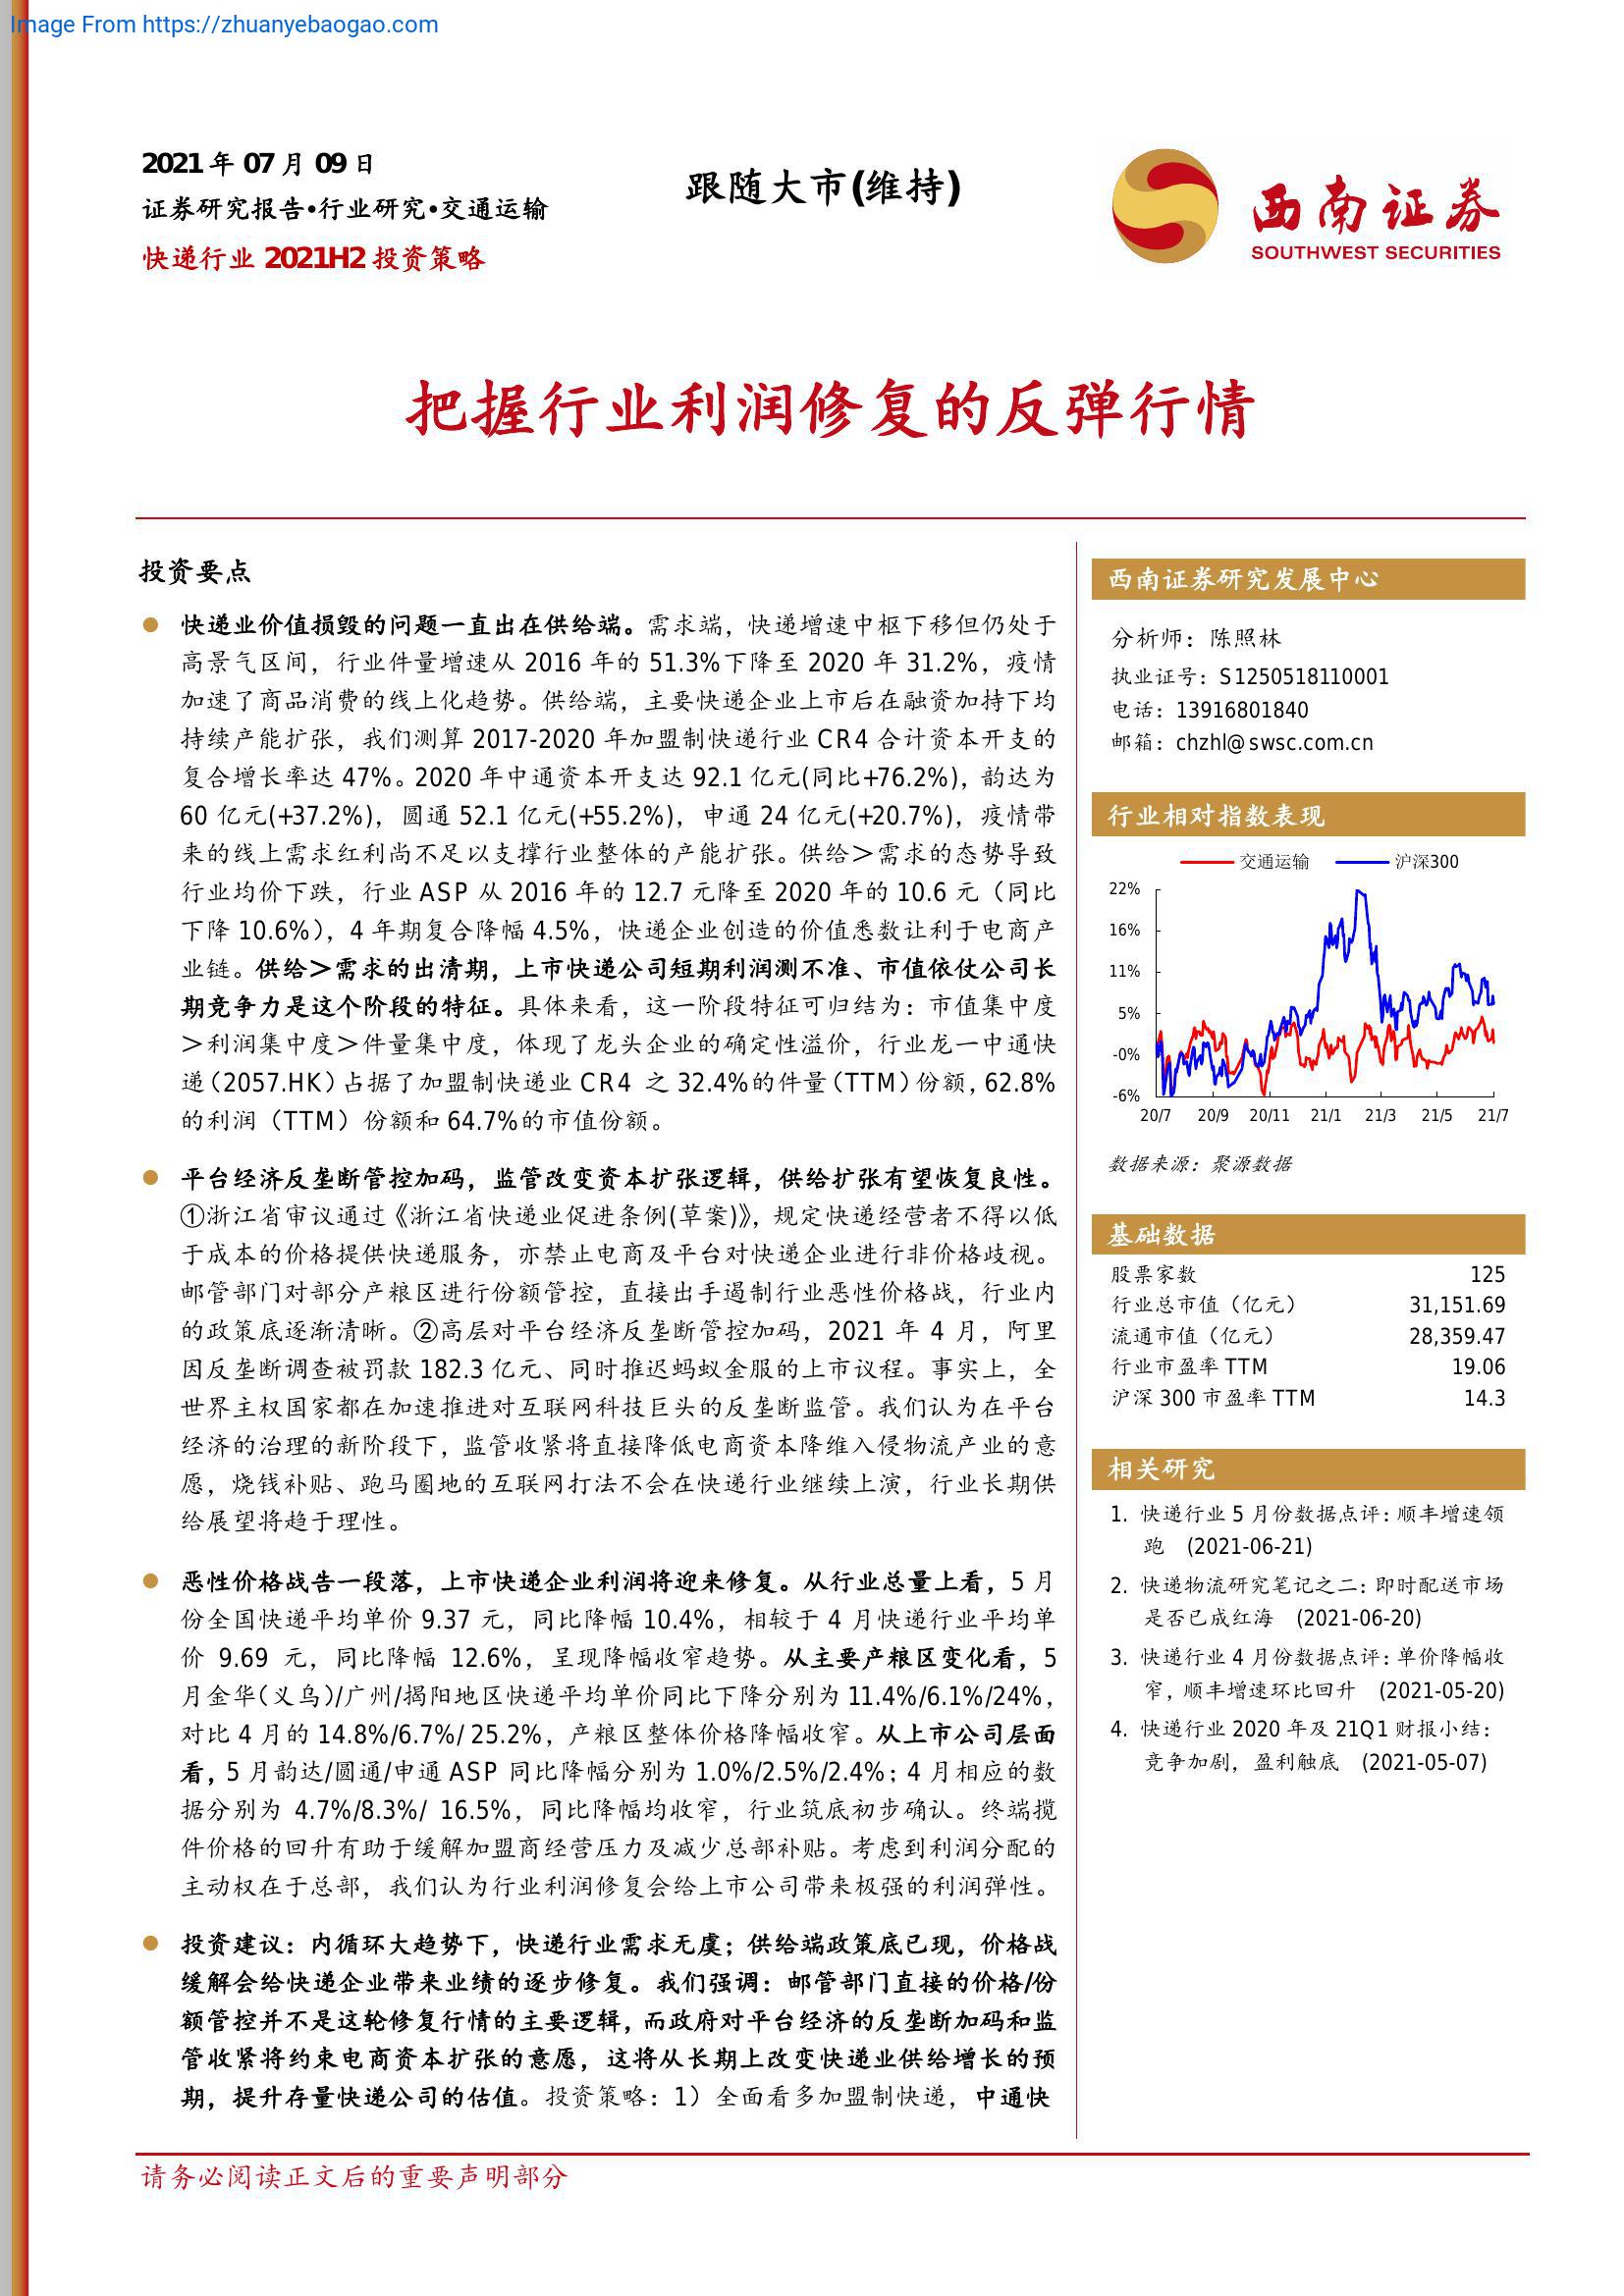 Image From https://zhuanyebaogao.com
2021 年 07 月 09 日
证券研究报告•行业研究•交通运输
快递行业 2021H2 投资策略
跟随大市(维持)
西南证券
SOUTHWEST SECURITIES
把握行业利润修复的反弹行情
投资要点
快递业价值损毁的问题一直出在供给端。需求端，快递增速中枢下移但仍处于
高景气区间，行业件量增速从 2016 年的 51.3%下降至 2020 年 31.2%，疫情
加速了商品消费的线上化趋势。供给端，主要快递企业上市后在融资加持下均
持续产能扩张，我们测算 2017-2020 年加盟制快递行业 CR4 合计资本开支的
复合增长率达 47%。2020 年中通资本开支达 92.1 亿元(同比+76.2%)，韵达为
60 亿元(+37.2%)，圆通 52.1 亿元(+55.2%)，申通 24 亿元(+20.7%)，疫情带
来的线上需求红利尚不足以支撑行业整体的产能扩张。供给＞需求的态势导致
行业均价下跌，行业 ASP 从 2016 年的 12.7 元降至 2020 年的 10.6 元（同比
下降 10.6%），4 年期复合降幅 4.5%，快递企业创造的价值悉数让利于电商产
业链。供给＞需求的出清期，上市快递公司短期利润测不准、市值依仗公司长
期竞争力是这个阶段的特征。具体来看，这一阶段特征可归结为：市值集中度
＞利润集中度＞件量集中度，体现了龙头企业的确定性溢价，行业龙一中通快
递（2057.HK）占据了加盟制快递业 CR4 之 32.4%的件量（TTM）份额，62.8%
的利润（TTM）份额和 64.7%的市值份额。
平台经济反垄断管控加码，监管改变资本扩张逻辑，供给扩张有望恢复良性。
①浙江省审议通过《浙江省快递业促进条例(草案)》，规定快递经营者不得以低
于成本的价格提供快递服务，亦禁止电商及平台对快递企业进行非价格歧视。
邮管部门对部分产粮区进行份额管控，直接出手遏制行业恶性价格战，行业内
的政策底逐渐清晰。②高层对平台经济反垄断管控加码，2021 年 4 月，阿里
因反垄断调查被罚款 182.3 亿元、同时推迟蚂蚁金服的上市议程。事实上，全
世界主权国家都在加速推进对互联网科技巨头的反垄断监管。我们认为在平台
经济的治理的新阶段下，监管收紧将直接降低电商资本降维入侵物流产业的意
愿，烧钱补贴、跑马圈地的互联网打法不会在快递行业继续上演，行业长期供
给展望将趋于理性。
恶性价格战告一段落，上市快递企业利润将迎来修复。从行业总量上看，5 月
份全国快递平均单价 9.37 元，同比降幅 10.4%，相较于 4 月快递行业平均单
价 9.69 元，同比降幅 12.6%，呈现降幅收窄趋势。从主要产粮区变化看，5
月金华（义乌）/广州/揭阳地区快递平均单价同比下降分别为 11.4%/6.1%/24%，
对比 4 月的 14.8%/6.7%/ 25.2%，产粮区整体价格降幅收窄。从上市公司层面
看，5 月韵达/圆通/申通 ASP 同比降幅分别为 1.0%/2.5%/2.4%；4 月相应的数
据分别为 4.7%/8.3%/ 16.5%，同比降幅均收窄，行业筑底初步确认。终端揽
件价格的回升有助于缓解加盟商经营压力及减少总部补贴。考虑到利润分配的
主动权在于总部，我们认为行业利润修复会给上市公司带来极强的利润弹性。
投资建议：内循环大趋势下，快递行业需求无虞；供给端政策底已现，价格战
缓解会给快递企业带来业绩的逐步修复。我们强调：邮管部门直接的价格/份
额管控并不是这轮修复行情的主要逻辑，而政府对平台经济的反垄断加码和监
管收紧将约束电商资本扩张的意愿，这将从长期上改变快递业供给增长的预
期，提升存量快递公司的估值。投资策略：1）全面看多加盟制快递，中通快
西南证券研究发展中心
分析师：陈照林
执业证号：S1250518110001
电话：13916801840
邮箱：chzhl@swsc.com.cn
行业相对指数表现
交通运输 沪深300
22%
16%
11%
5%
-0%
-6%
20/7 20/9 20/11 21/1 21/3 21/5 21/7
数据来源：聚源数据
基础数据
股票家数 125
行业总市值（亿元） 31,151.69
流通市值（亿元） 28,359.47
行业市盈率 TTM 19.06
沪深 300 市盈率 TTM 14.3
相关研究
1. 快递行业 5 月份数据点评：顺丰增速领
跑 (2021-06-21)
2. 快递物流研究笔记之二：即时配送市场
是否已成红海 (2021-06-20)
3. 快递行业 4 月份数据点评：单价降幅收
窄，顺丰增速环比回升 (2021-05-20)
4. 快递行业 2020 年及 21Q1 财报小结：
竞争加剧，盈利触底 (2021-05-07)
请务必阅读正文后的重要声明部分